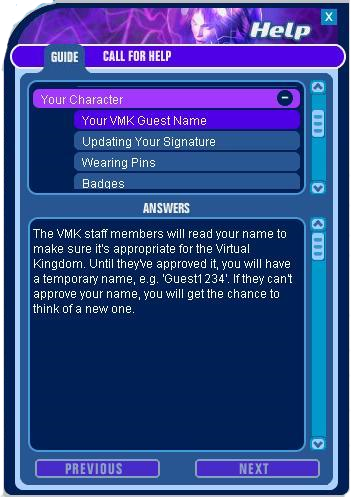 Help
X
GUIDE
CALL FOR HELP
Your Character
Your VMK Guest Name
Updating Your Signature
Wearing Pins
Badges
ANSWERS
The VMK staff members will read your name to
make sure it's appropriate for the Virtual
Kingdom. Until they've approved it, you will have
a temporary name, e.g. 'Guest1234'. If they can't
approve your name, you will get the chance to
think of a new one.
PREVIOUS
NEXT